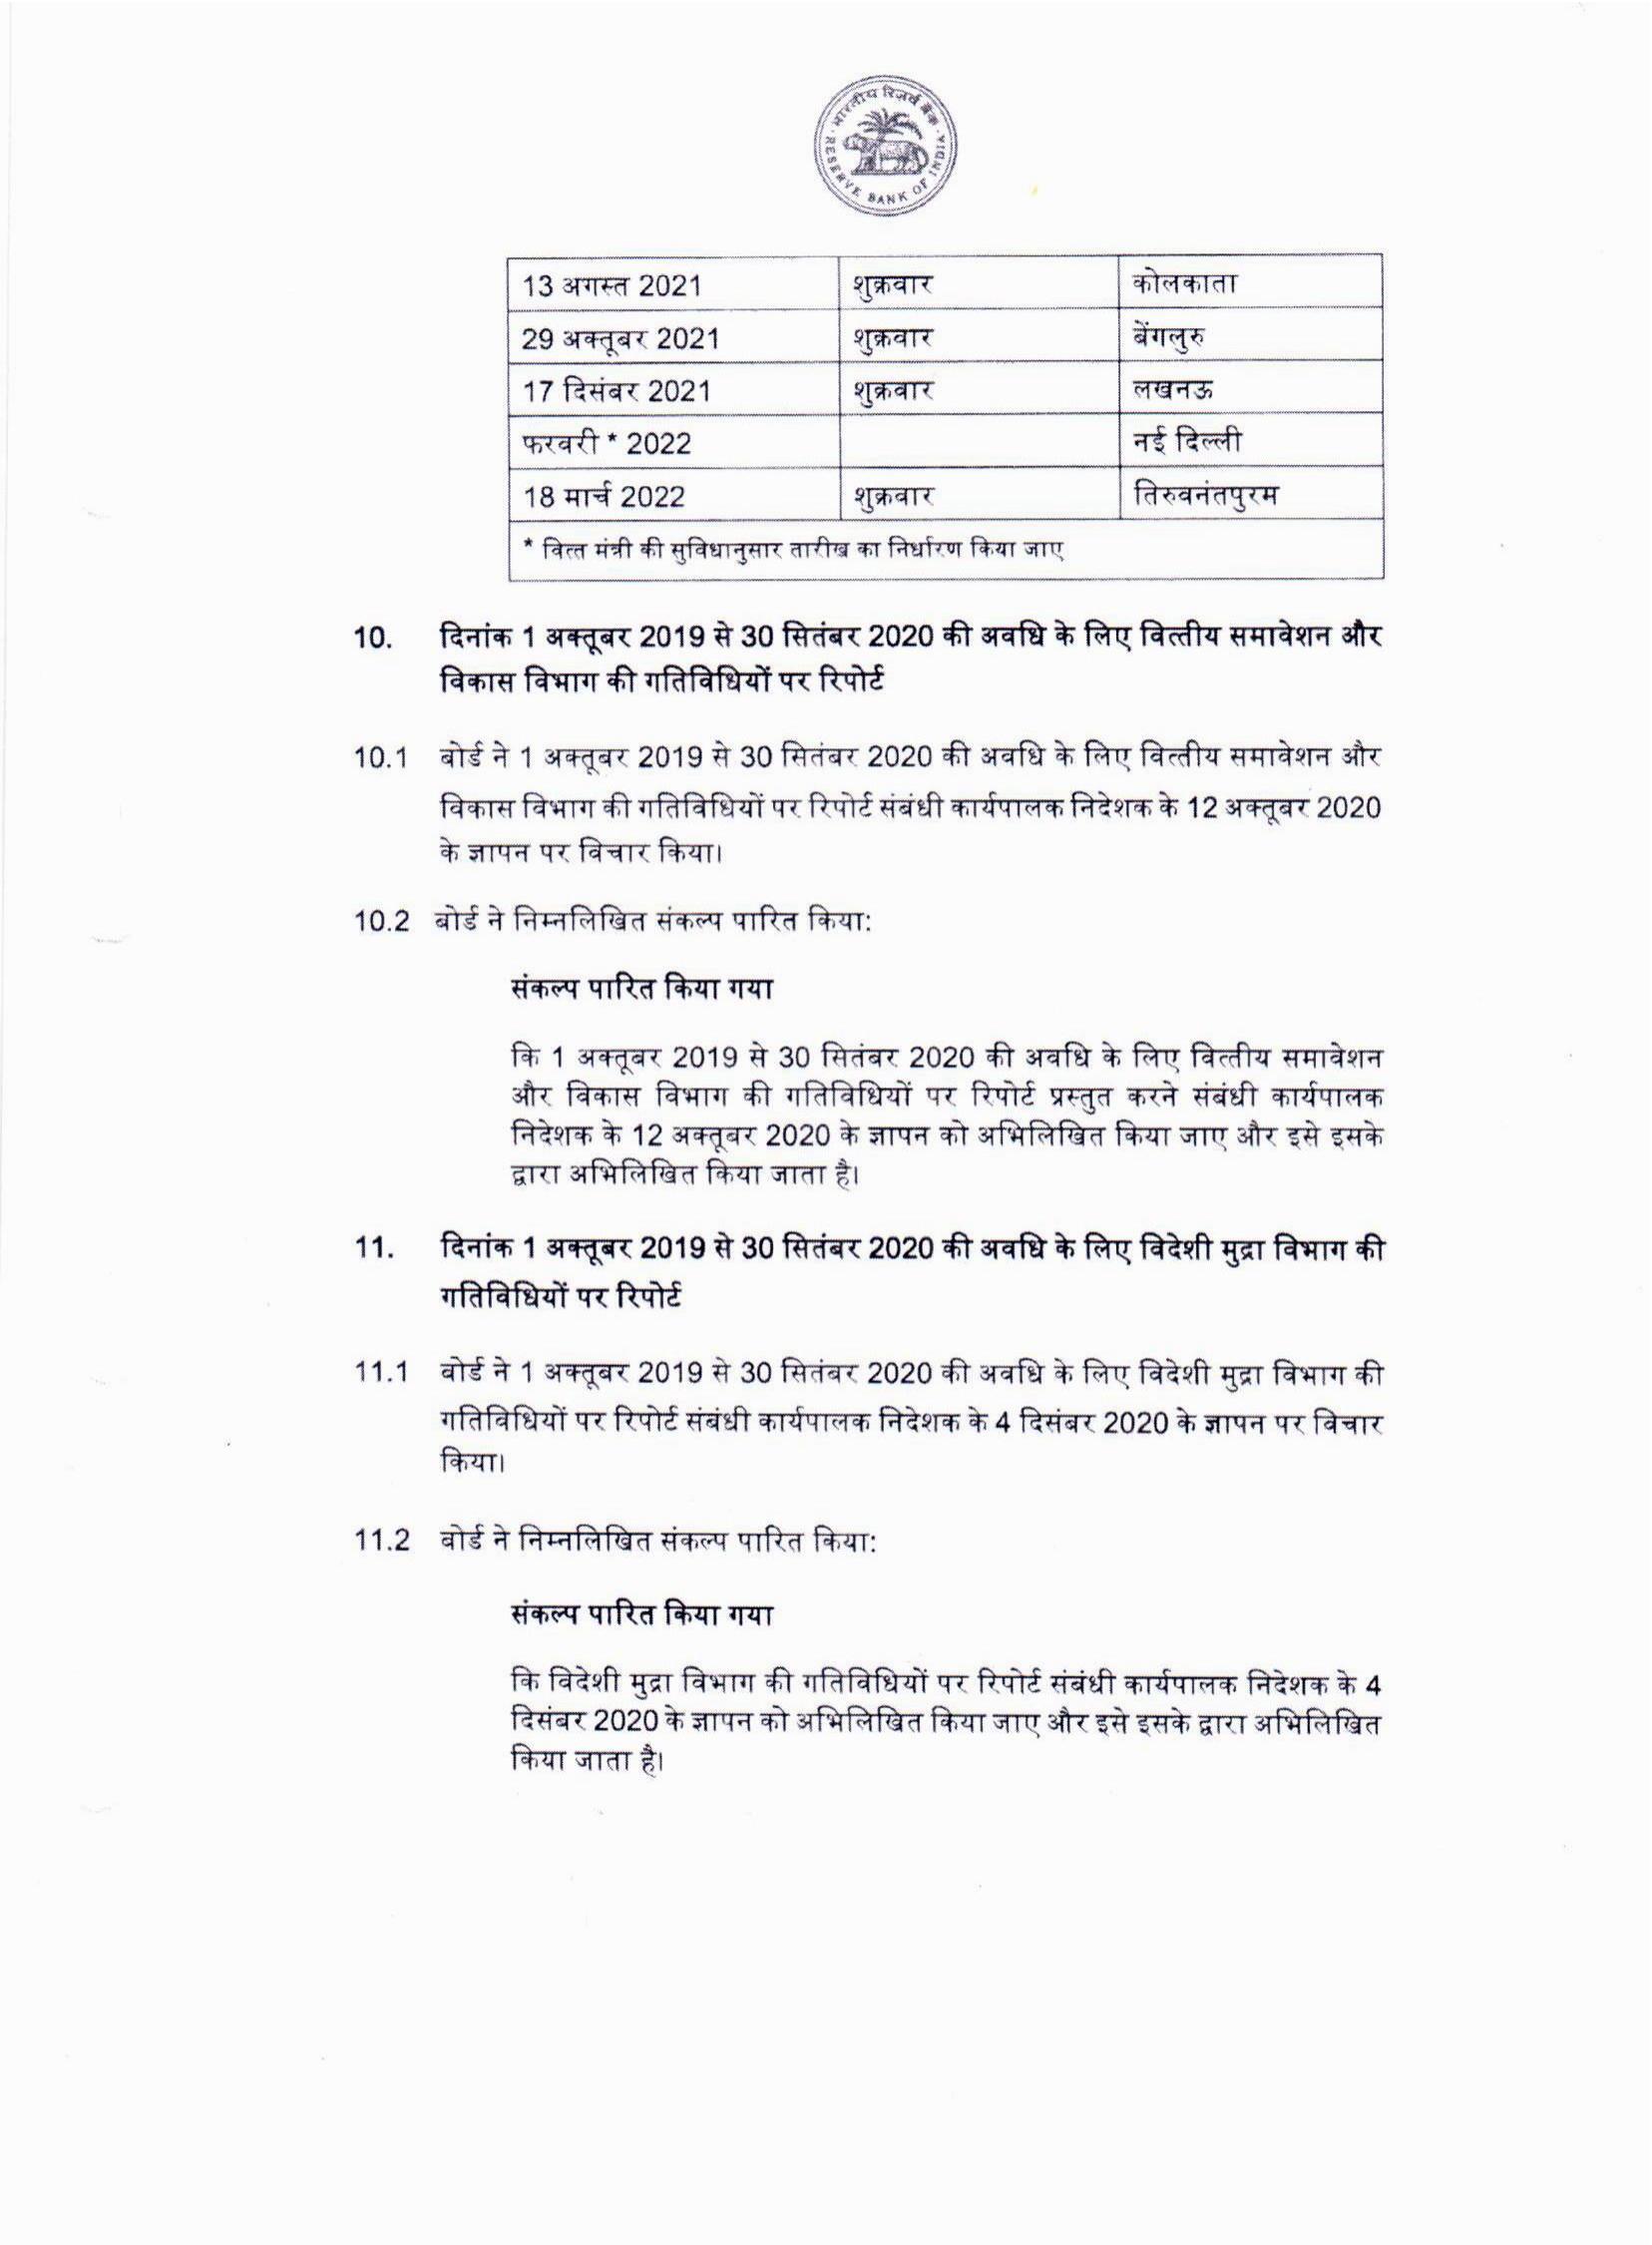 भारतीय रिज़र्व बैंक
RESERVE BANK OF INDIA
13 अगस्त 2021 शुक्रवार कोलकाता
29 अक्तूबर 2021 शुक्रवार बेंगलुरु
17 दिसंबर 2021 शुक्रवार लखनऊ
फरवरी * 2022 नई दिल्ली
18 मार्च 2022 शुक्रवार तिरुवनंतपुरम
* वित्त मंत्री की सुविधानुसार तारीख का निर्धारण किया जाए
10. दिनांक 1 अक्तूबर 2019 से 30 सितंबर 2020 की अवधि के लिए वित्तीय समावेशन और
विकास विभाग की गतिविधियों पर रिपोर्ट
10.1 बोर्ड ने 1 अक्तूबर 2019 से 30 सितंबर 2020 की अवधि के लिए वित्तीय समावेशन और
विकास विभाग की गतिविधियों पर रिपोर्ट संबंधी कार्यपालक निदेशक के 12 अक्तूबर 2020
के ज्ञापन पर विचार किया।
10.2 बोर्ड ने निम्नलिखित संकल्प पारित किया:
संकल्प पारित किया गया
कि 1 अक्तूबर 2019 से 30 सितंबर 2020 की अवधि के लिए वित्तीय समावेशन
और विकास विभाग की गतिविधियों पर रिपोर्ट प्रस्तुत करने संबंधी कार्यपालक
निदेशक के 12 अक्तूबर 2020 के ज्ञापन को अभिलिखित किया जाए और इसे इसके
द्वारा अभिलिखित किया जाता है।
11. दिनांक 1 अक्तूबर 2019 से 30 सितंबर 2020 की अवधि के लिए विदेशी मुद्रा विभाग की
गतिविधियों पर रिपोर्ट
11.1 बोर्ड ने 1 अक्तूबर 2019 से 30 सितंबर 2020 की अवधि के लिए विदेशी मुद्रा विभाग की
गतिविधियों पर रिपोर्ट संबंधी कार्यपालक निदेशक के 4 दिसंबर 2020 के ज्ञापन पर विचार
किया।
11.2 बोर्ड ने निम्नलिखित संकल्प पारित किया:
संकल्प पारित किया गया
कि विदेशी मुद्रा विभाग की गतिविधियों पर रिपोर्ट संबंधी कार्यपालक निदेशक के 4
दिसंबर 2020 के ज्ञापन को अभिलिखित किया जाए और इसे इसके द्वारा अभिलिखित
किया जाता है।